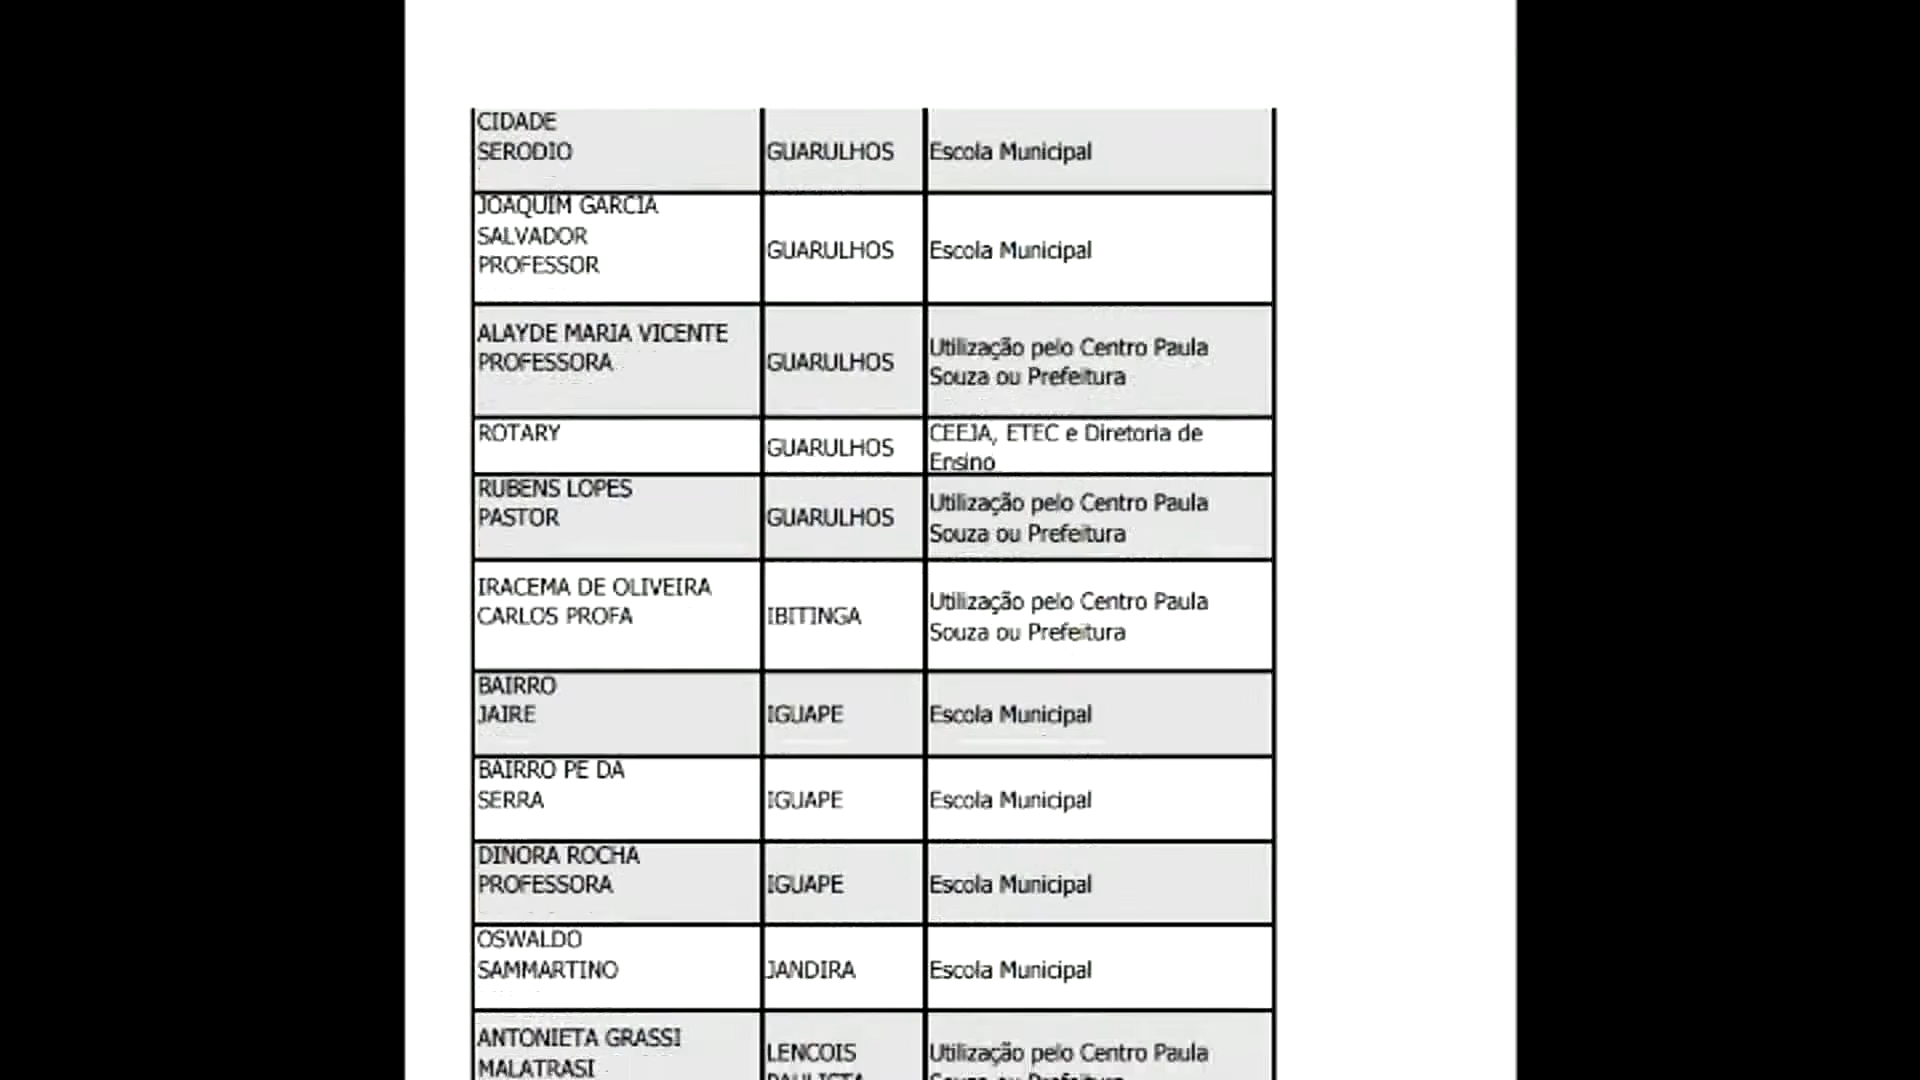 CIDADE
SERODIO
GUARULHOS
Escola Municipal
JOAQUIM GARCIA
SALVADOR
PROFESSOR
GUARULHOS
Escola Municipal
ALAYDE MARIA VICENTE
PROFESSORA
GUARULHOS
Utilização pelo Centro Paula
Souza ou Prefeitura
ROTARY
GUARULHOS
CEEJA, ETEC e Diretoria de
Ensino
RUBENS LOPES
PASTOR
GUARULHOS
Utilização pelo Centro Paula
Souza ou Prefeitura
IRACEMA DE OLIVEIRA
CARLOS PROFA
IBITINGA
Utilização pelo Centro Paula
Souza ou Prefeitura
BAIRRO
JAIRE
IGUAPE
Escola Municipal
BAIRRO PE DA
SERRA
IGUAPE
Escola Municipal
DINORA ROCHA
PROFESSORA
IGUAPE
Escola Municipal
OSWALDO
SAMMARTINO
JANDIRA
Escola Municipal
ANTONIETA GRASSI
MALATRASI
LENCOIS
PAULISTA
Utilização pelo Centro Paula
Souza ou Prefeitura